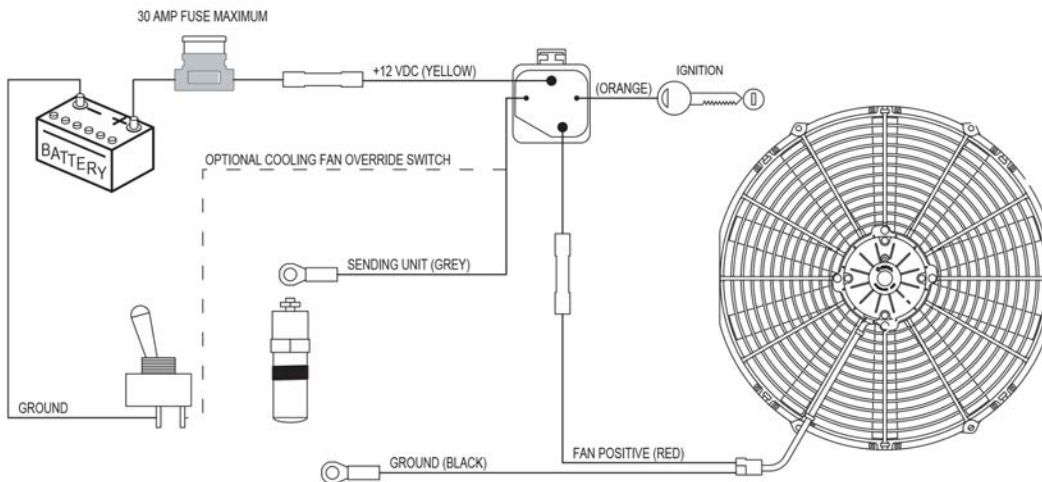 30 AMP FUSE MAXIMUM
+12 VDC (YELLOW)
IGNITION
(ORANGE)
BATTERY
OPTIONAL COOLING FAN OVERRIDE SWITCH
SENDING UNIT (GREY)
GROUND
FAN POSITIVE (RED)
GROUND (BLACK)